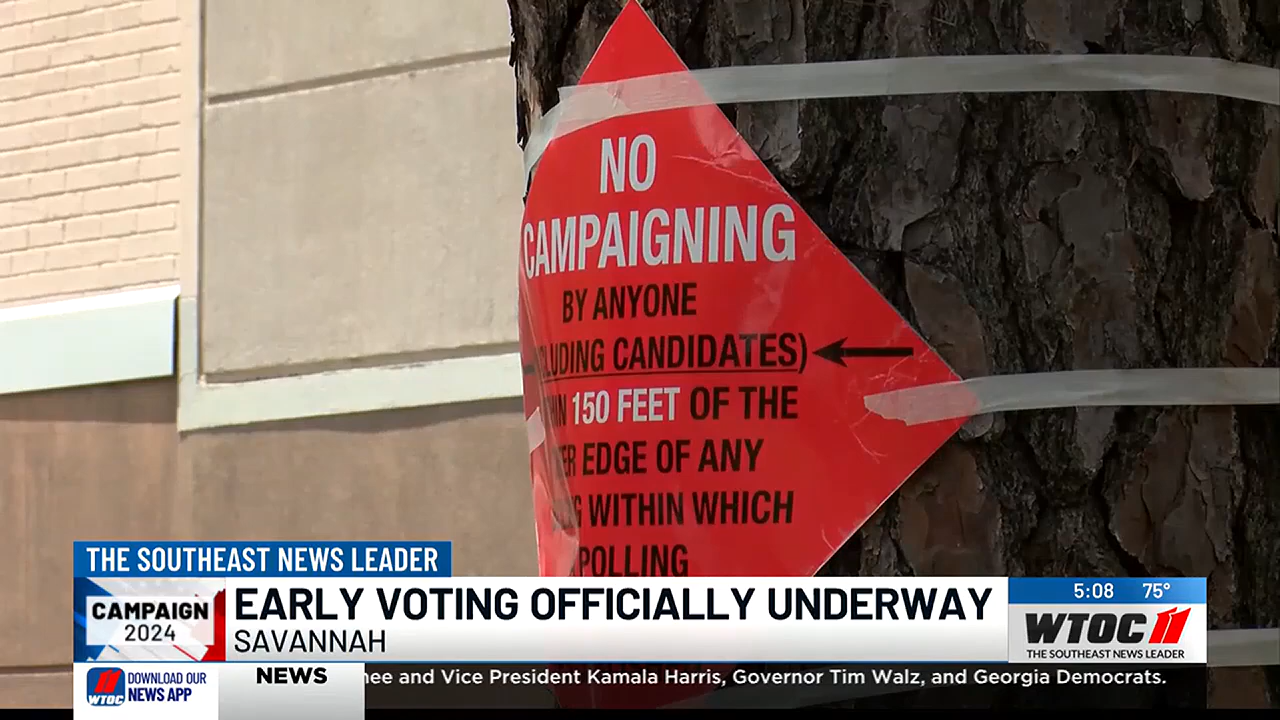 NO
CAMPAIGNING
BY ANYONE
CANDIDATES)
150 FEET OF THE
EDGE OF ANY
WITHIN WHICH
POLLING
THE SOUTHEAST NEWS LEADER
CAMPAIGN
2024
EARLY VOTING OFFICIALLY UNDERWAY
SAVANNAH
5:08 75°
WTOC 11
THE SOUTHEAST NEWS LEADER
11
WTOC
DOWNLOAD OUR
NEWS APP
NEWS
and Vice President Kamala Harris, Governor Tim Walz, and Georgia Democrats.